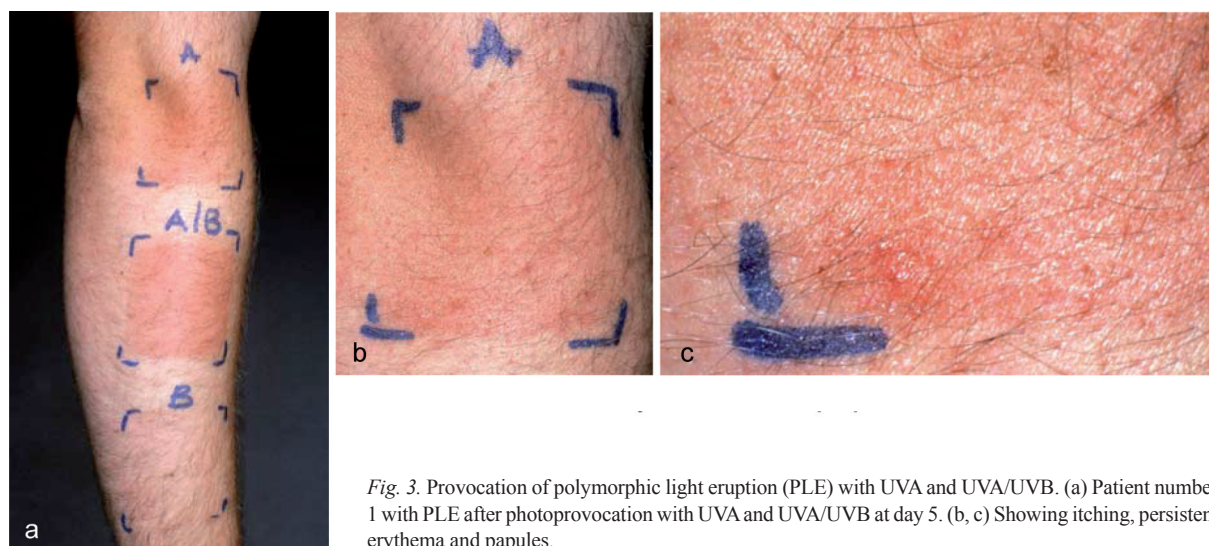 A
A/B
B
a
A
b
c
Fig. 3. Provocation of polymorphic light eruption (PLE) with UVA and UVA/UVB. (a) Patient numbe
1 with PLE after photoprovocation with UVA and UVA/UVB at day 5. (b, c) Showing itching, persisten
erythema and papules.